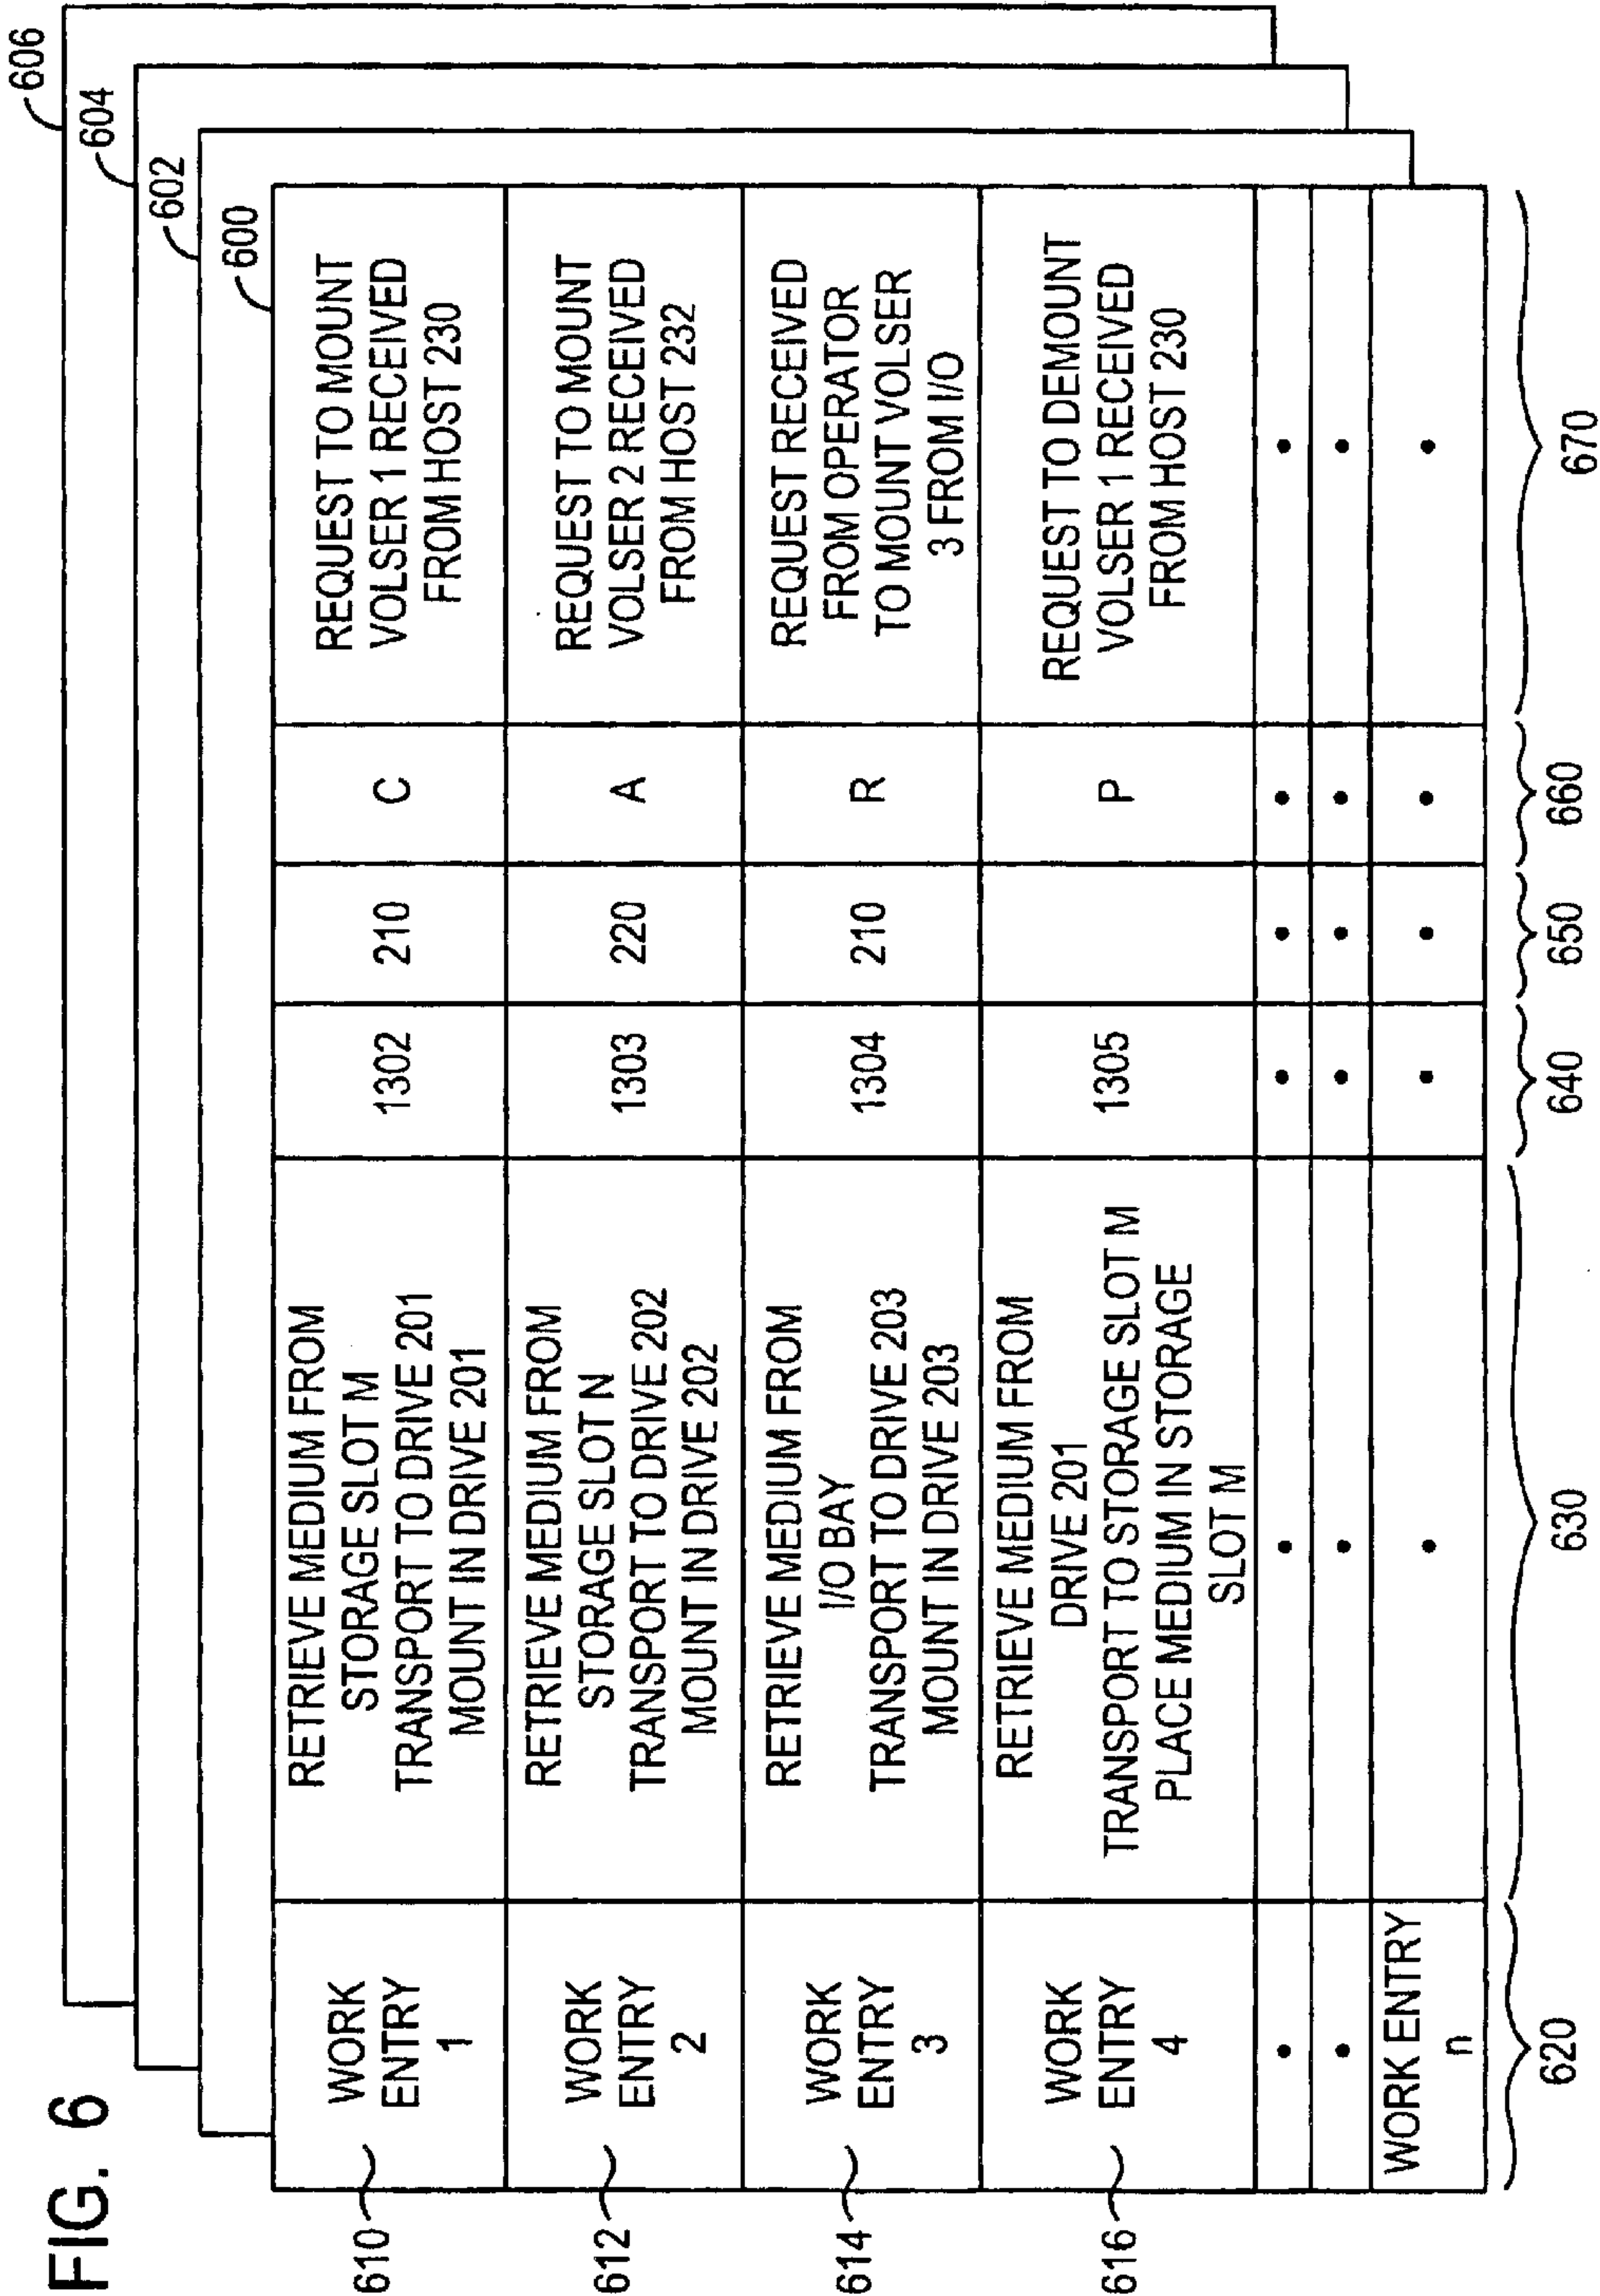 FIG. 6
606
604
602
600
610
WORK
ENTRY
1
RETRIEVE MEDIUM FROM
STORAGE SLOT M
TRANSPORT TO DRIVE 201
MOUNT IN DRIVE 201
1302
210
C
REQUEST TO MOUNT
VOLSER 1 RECEIVED
FROM HOST 230
612
WORK
ENTRY
2
RETRIEVE MEDIUM FROM
STORAGE SLOT N
TRANSPORT TO DRIVE 202
MOUNT IN DRIVE 202
1303
220
A
REQUEST TO MOUNT
VOLSER 2 RECEIVED
FROM HOST 232
614
WORK
ENTRY
3
RETRIEVE MEDIUM FROM
I/O BAY
TRANSPORT TO DRIVE 203
MOUNT IN DRIVE 203
1304
210
R
REQUEST RECEIVED
FROM OPERATOR
TO MOUNT VOLSER
3 FROM I/O
616
WORK
ENTRY
4
RETRIEVE MEDIUM FROM
DRIVE 201
TRANSPORT TO STORAGE SLOT M
PLACE MEDIUM IN STORAGE
SLOT M
1305
P
REQUEST TO DEMOUNT
VOLSER 1 RECEIVED
FROM HOST 230
WORK ENTRY
n
620
630
640
650
660
670